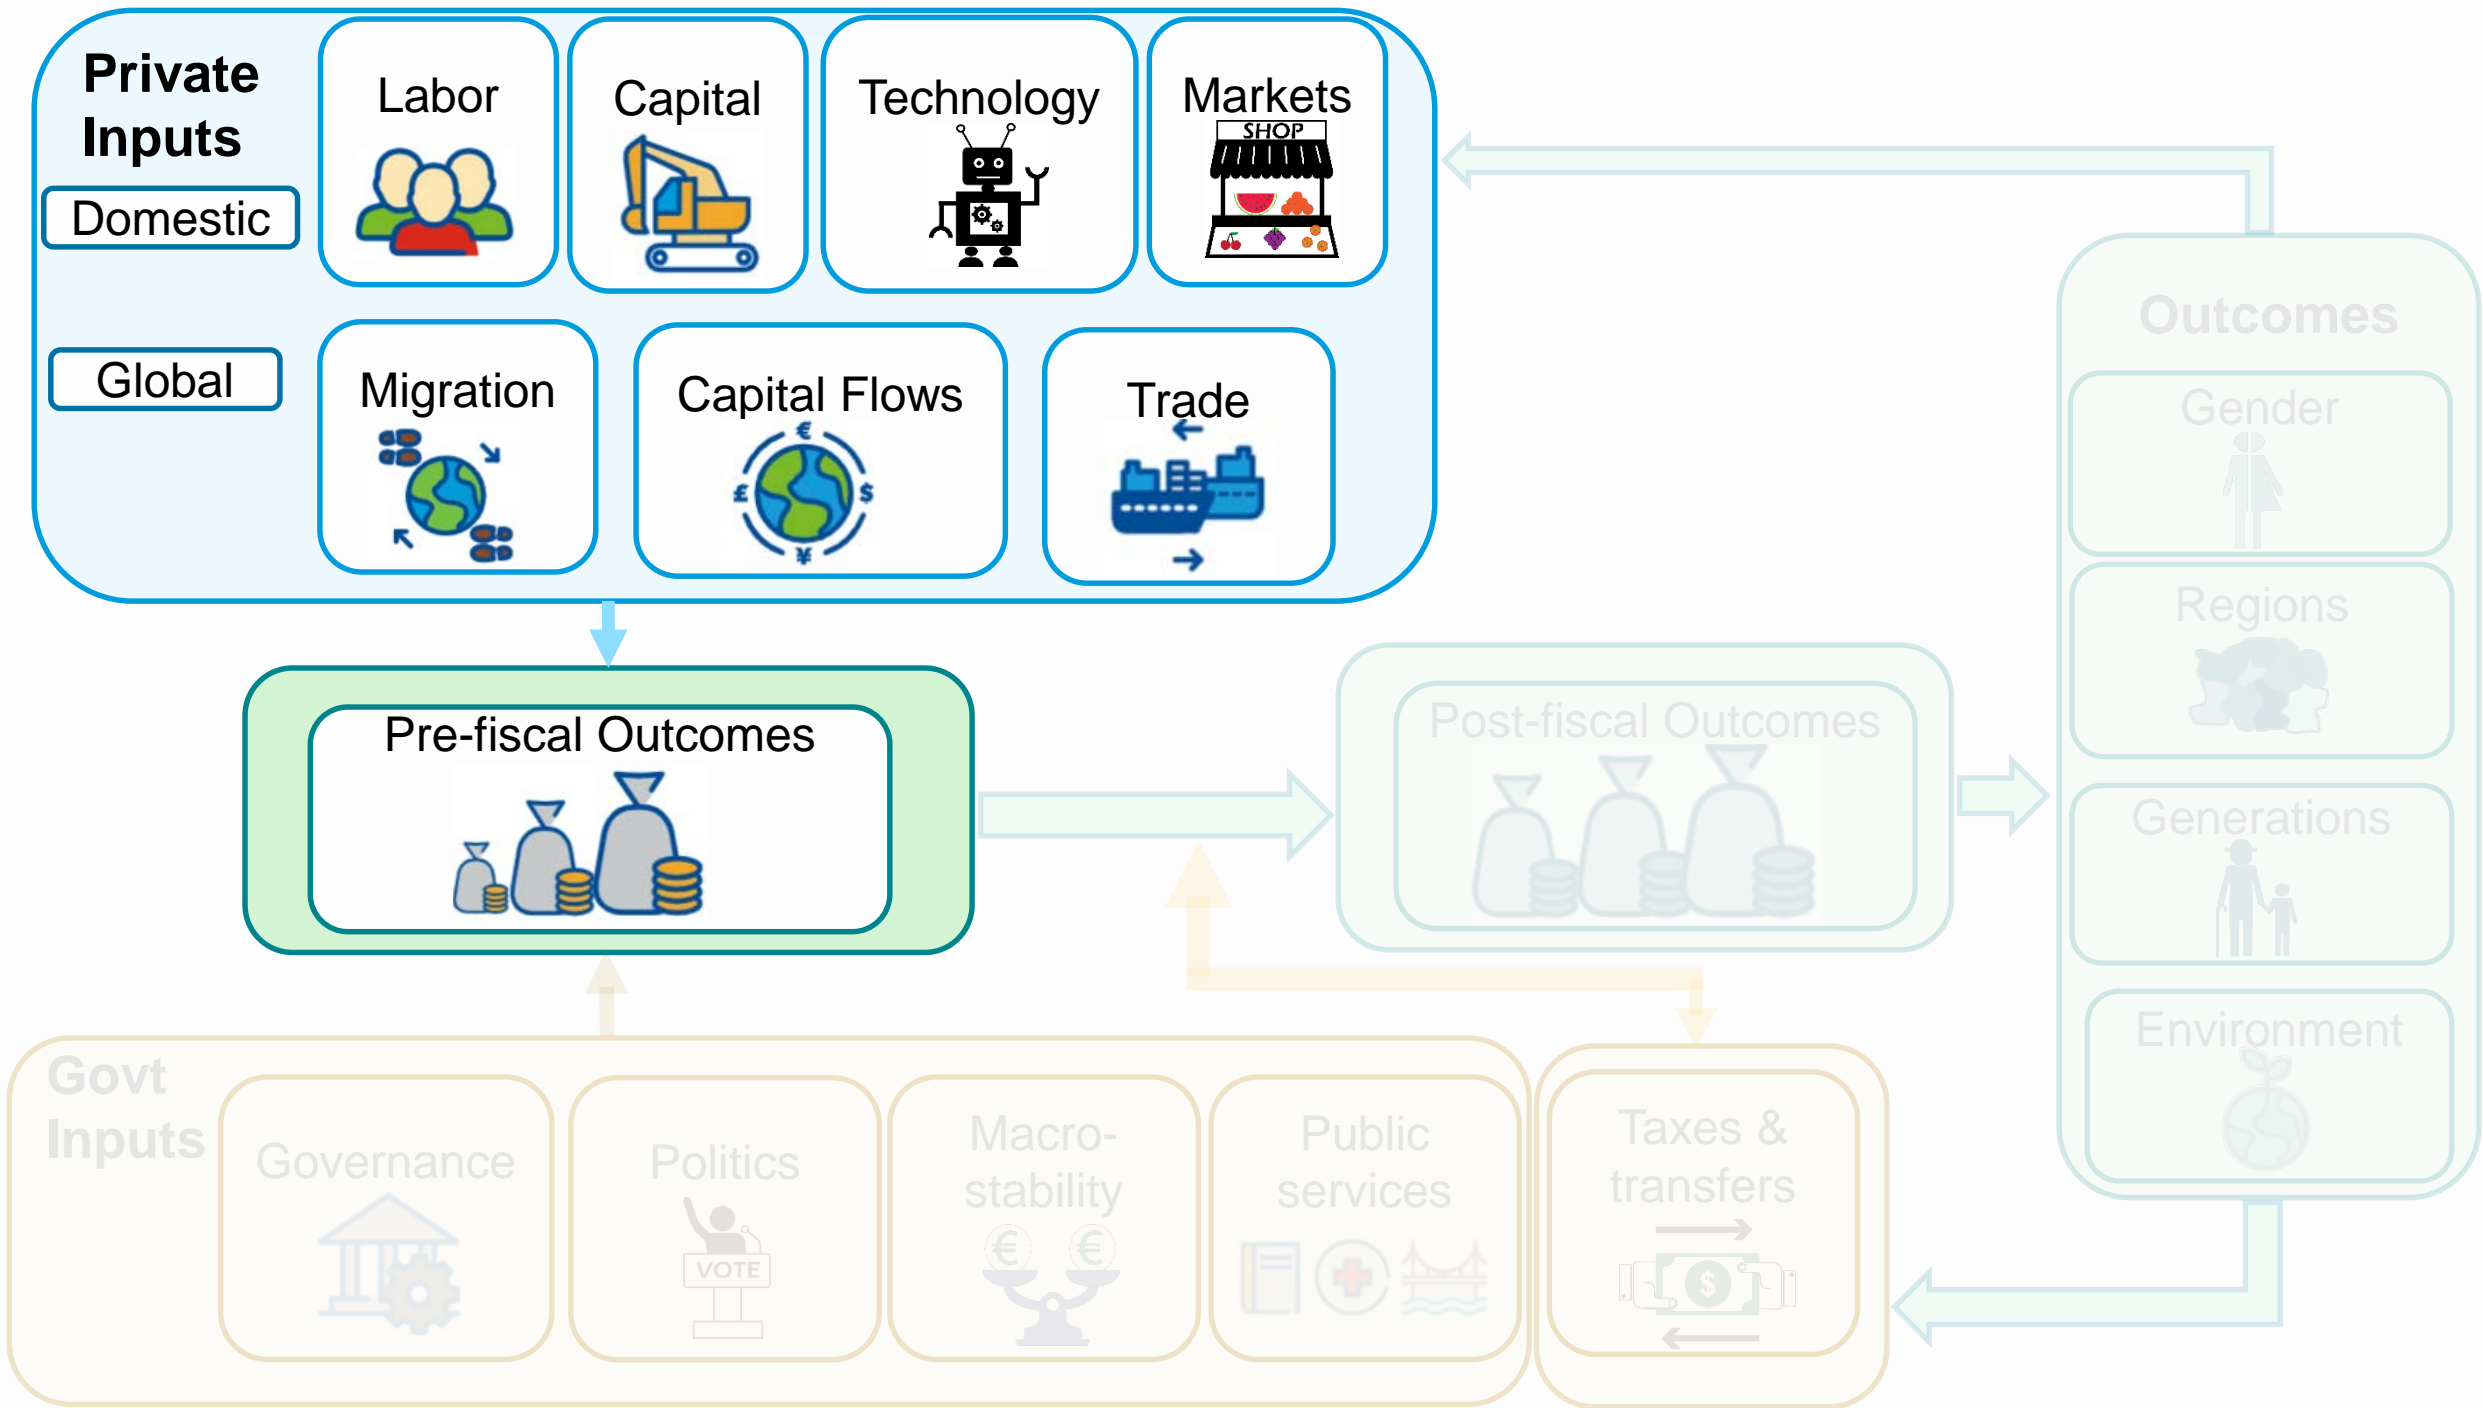 Private
Inputs
Domestic
Labor
Capital
Technology
Markets
SHOP
Global
Migration
Capital Flows
€
£
$
¥
Trade
Outcomes
Gender
Regions
Generations
Environment
Pre-fiscal Outcomes
Post-fiscal Outcomes
Govt
Inputs
Governance
Politics
VOTE
Macro-
stability
€ €
Public
services
Taxes &
transfers
$